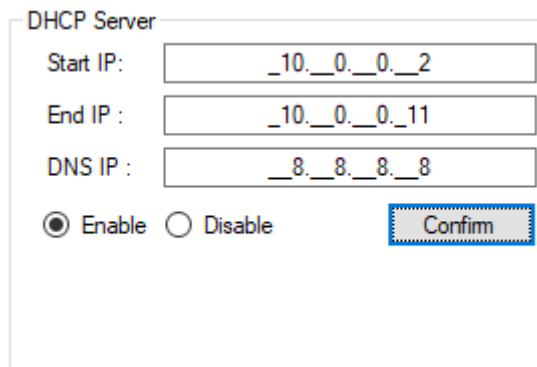 DHCP Server
Start IP: _10.__0.__0.__2
End IP : _10.__0.__0._11
DNS IP : __8.__8.__8.__8
Enable Disable Confirm